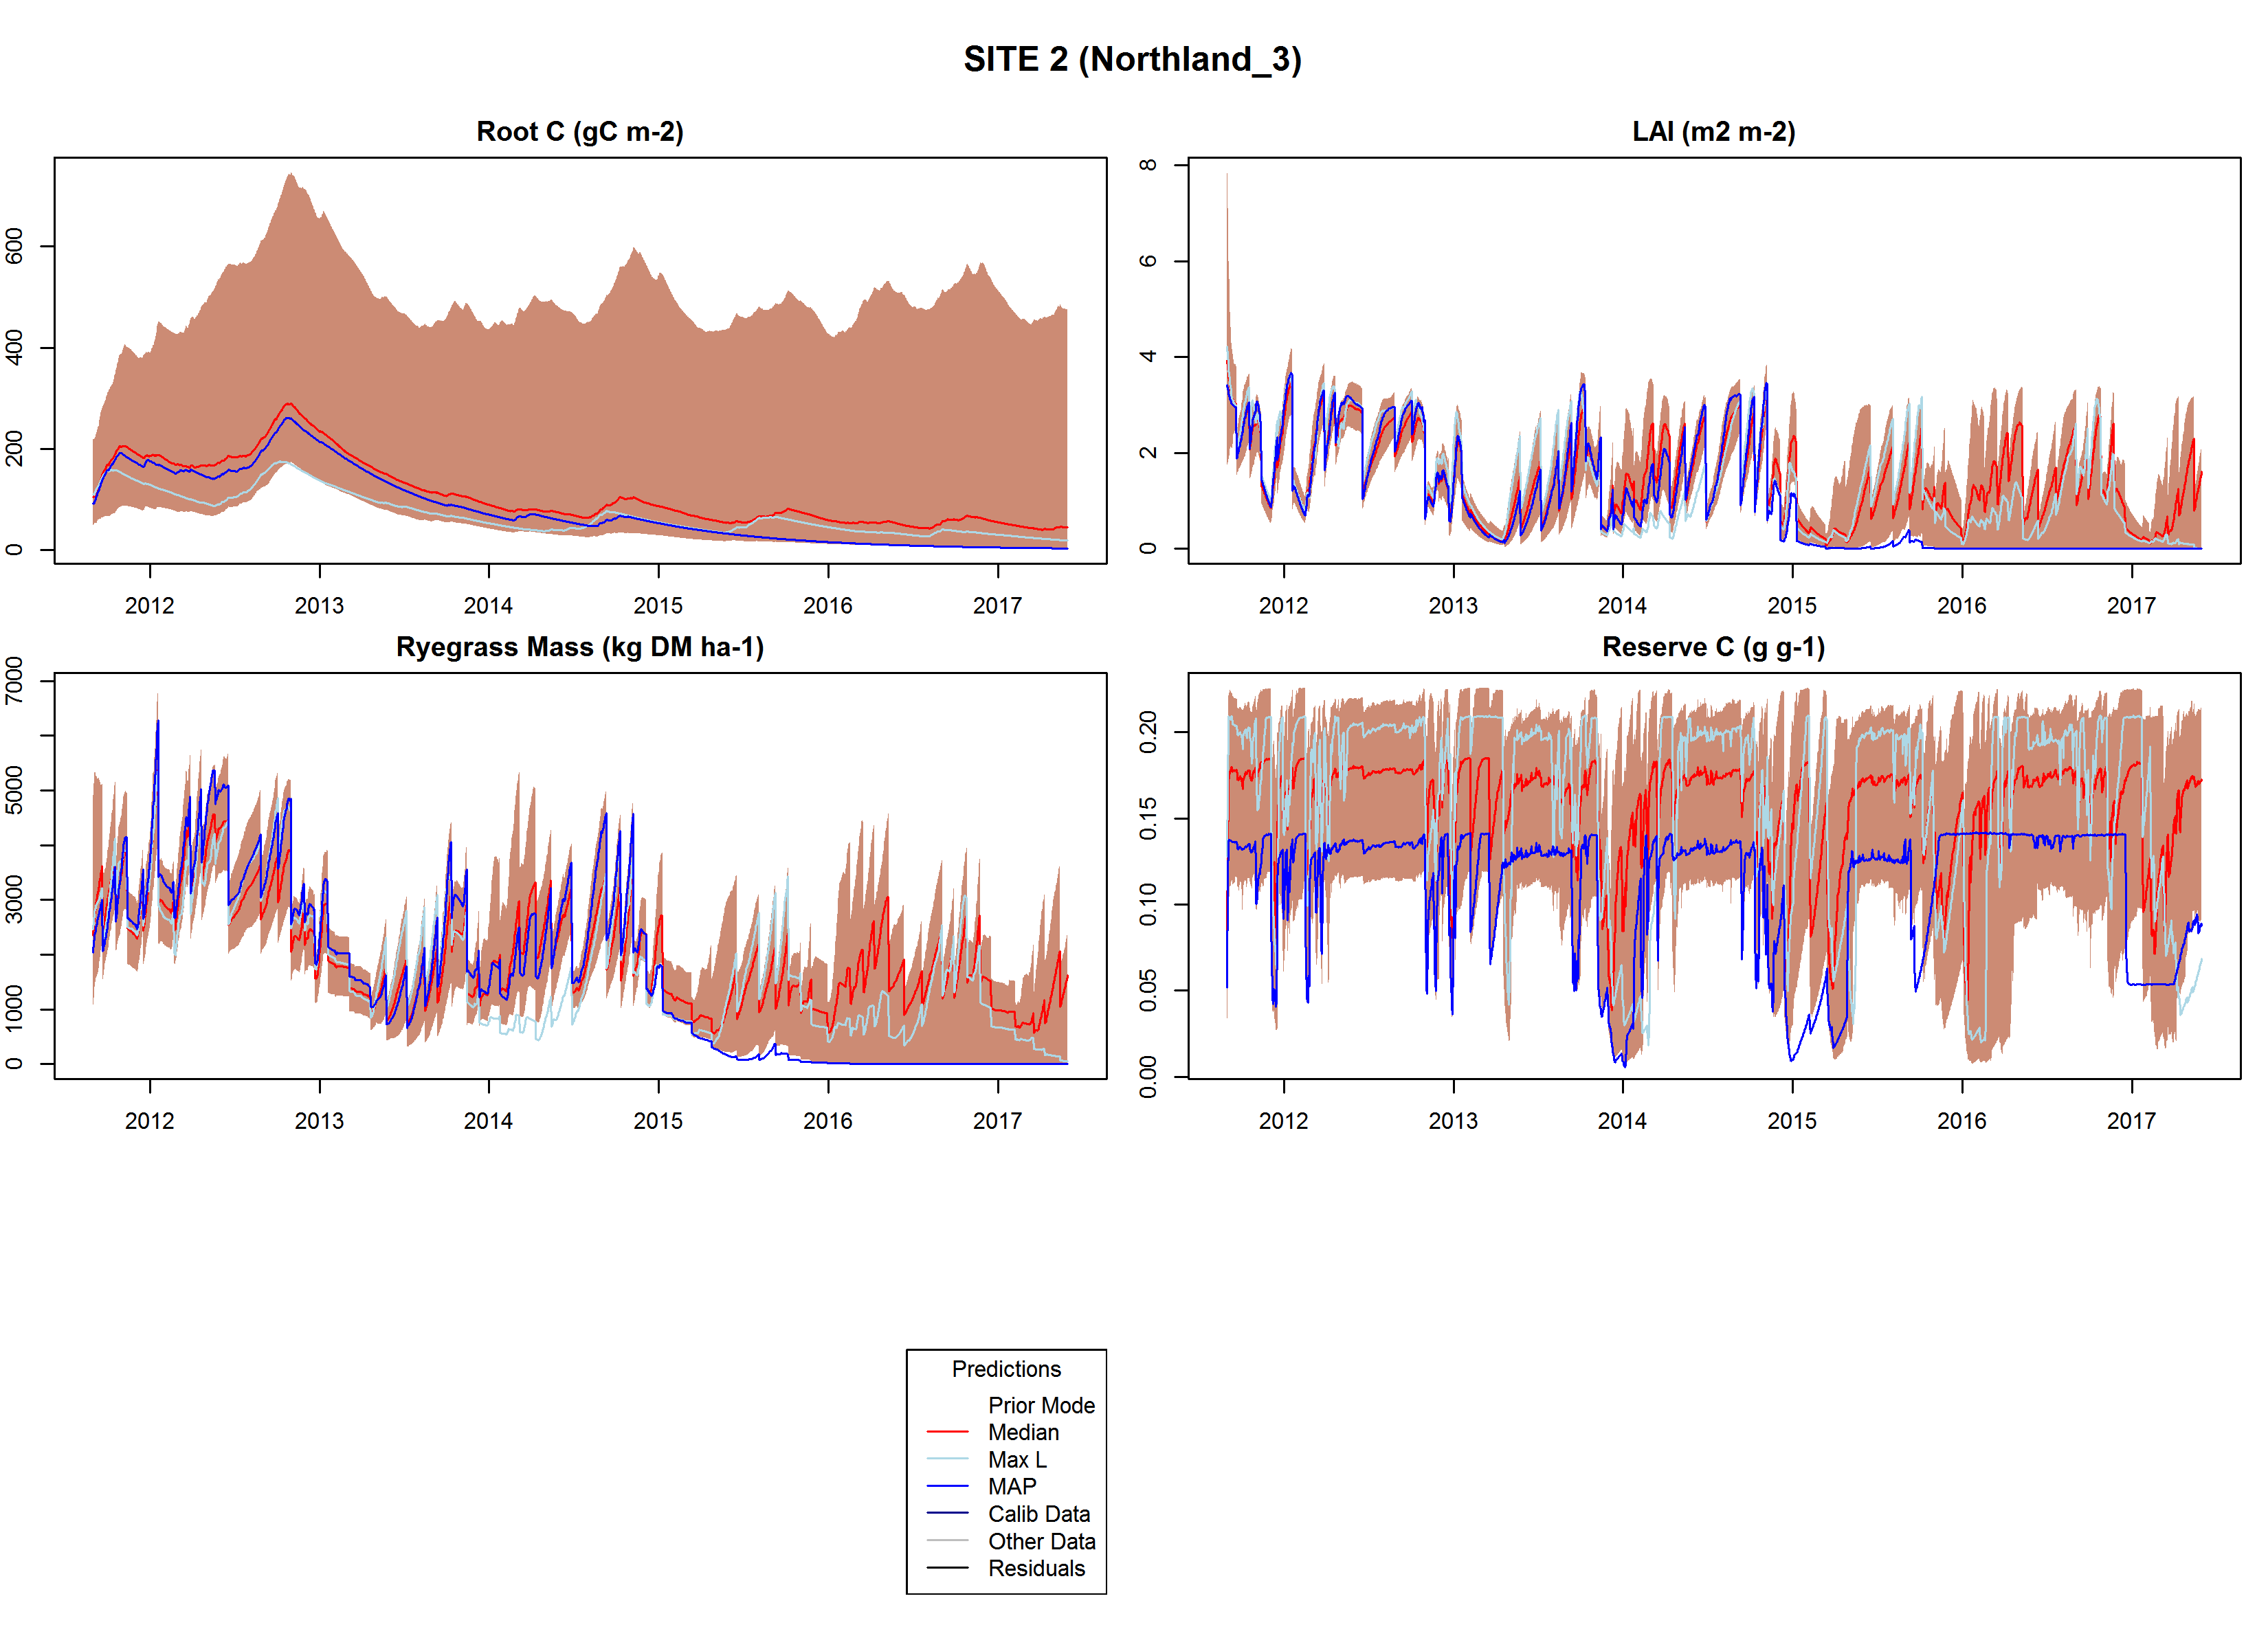 SITE 2 (Northland_3)
Root C (gC m-2)
0 200 400 600
2012 2013 2014 2015 2016 2017
LAI (m2 m-2)
0 2 4 6 8
2012 2013 2014 2015 2016 2017
Ryegrass Mass (kg DM ha-1)
0 1000 3000 5000 7000
2012 2013 2014 2015 2016 2017
Reserve C (g g-1)
0.00 0.05 0.10 0.15 0.20
2012 2013 2014 2015 2016 2017
Predictions
Prior Mode
Median
Max L
MAP
Calib Data
Other Data
Residuals